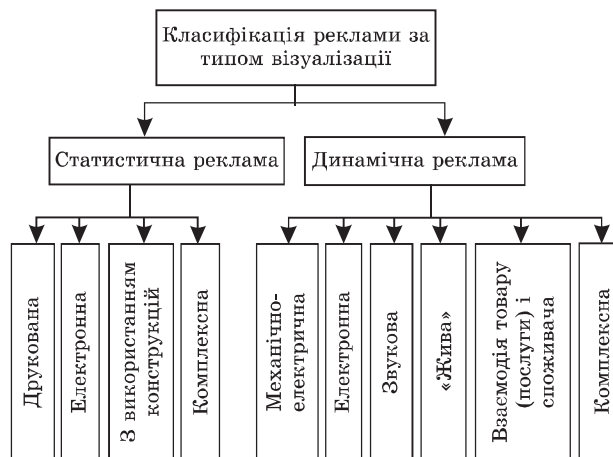 Класифікація реклами за
типом візуалізації
Статистична реклама
Динамічна реклама
Друкована
Електронна
З використанням
конструкцій
Комплексна
Механічно-
електрична
Електронна
Звукова
«Жива»
Взаємодія товару
(послуги) і
споживача
Комплексна